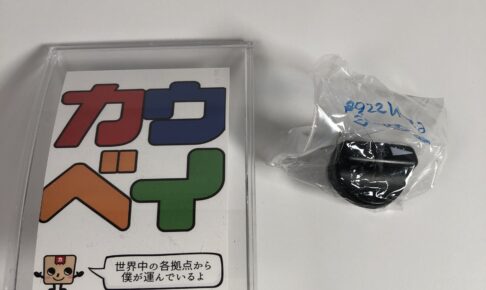 カウ
ベイ
世界中の各拠点から
僕が運んでいるよ